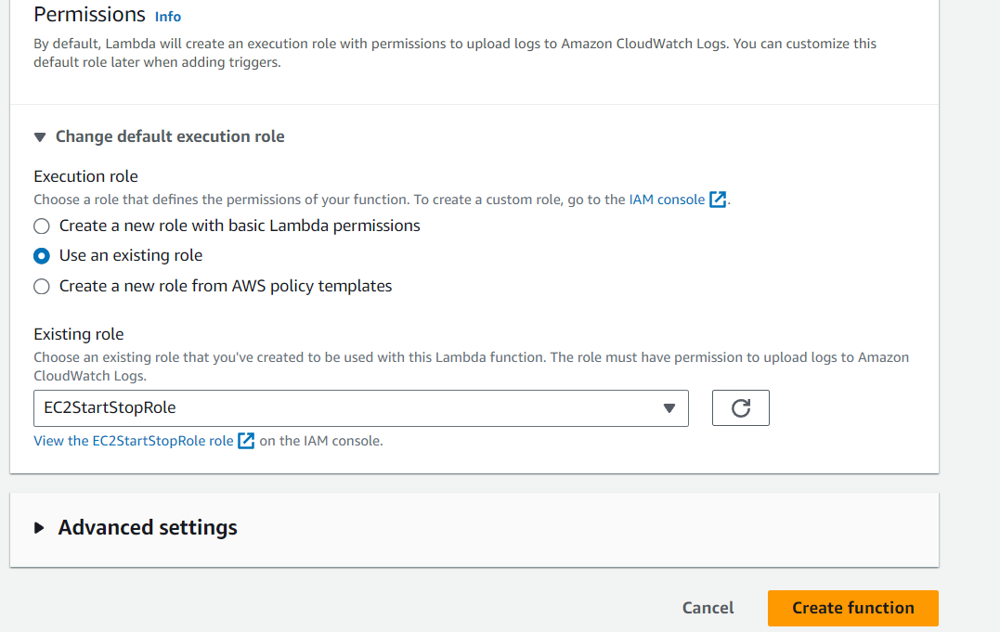 Permissions Info
By default, Lambda will create an execution role with permissions to upload logs to Amazon CloudWatch Logs. You can customize this
default role later when adding triggers.
Change default execution role
Execution role
Choose a role that defines the permissions of your function. To create a custom role, go to the IAM console.
Create a new role with basic Lambda permissions
Use an existing role
Create a new role from AWS policy templates
Existing role
Choose an existing role that you've created to be used with this Lambda function. The role must have permission to upload logs to Amazon
CloudWatch Logs.
EC2StartStopRole
View the EC2StartStopRole role on the IAM console.
Advanced settings
Cancel Create function